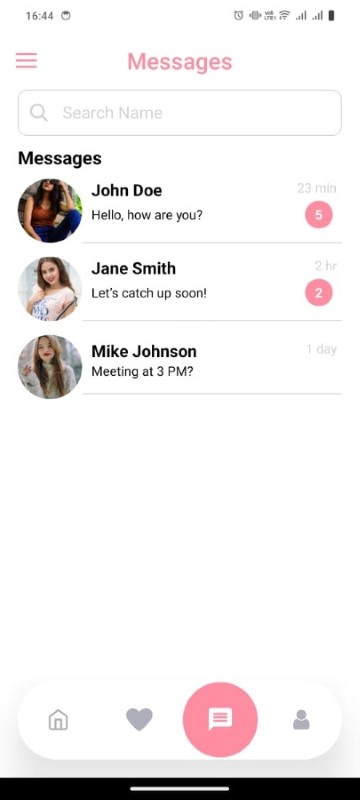 16:44
Messages
Search Name
Messages
John Doe
23 min
Hello, how are you?
5
Jane Smith
2 hr
Let's catch up soon!
2
Mike Johnson
1 day
Meeting at 3 PM?